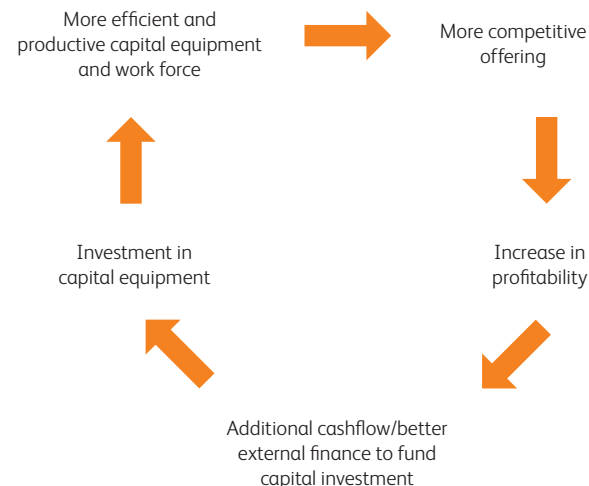 More efficient and
productive capital equipment
and work force
More competitive
offering
Increase in
profitability
Additional cashflow/better
external finance to fund
capital investment
Investment in
capital equipment